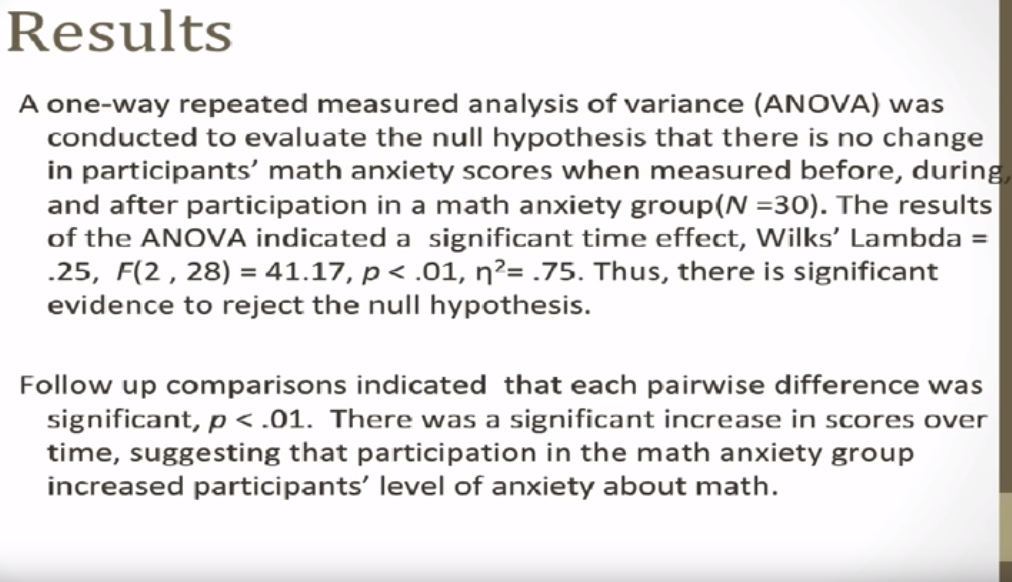 Results
A one-way repeated measured analysis of variance (ANOVA) was
conducted to evaluate the null hypothesis that there is no change
in participants’ math anxiety scores when measured before, during,
and after participation in a math anxiety group(N =30). The results
of the ANOVA indicated a  significant time effect, Wilks’ Lambda =
.25,  F(2 , 28) = 41.17, p < .01, η²= .75. Thus, there is significant
evidence to reject the null hypothesis.
Follow up comparisons indicated  that each pairwise difference was
significant, p < .01.  There was a significant increase in scores over
time, suggesting that participation in the math anxiety group
increased participants’ level of anxiety about math.